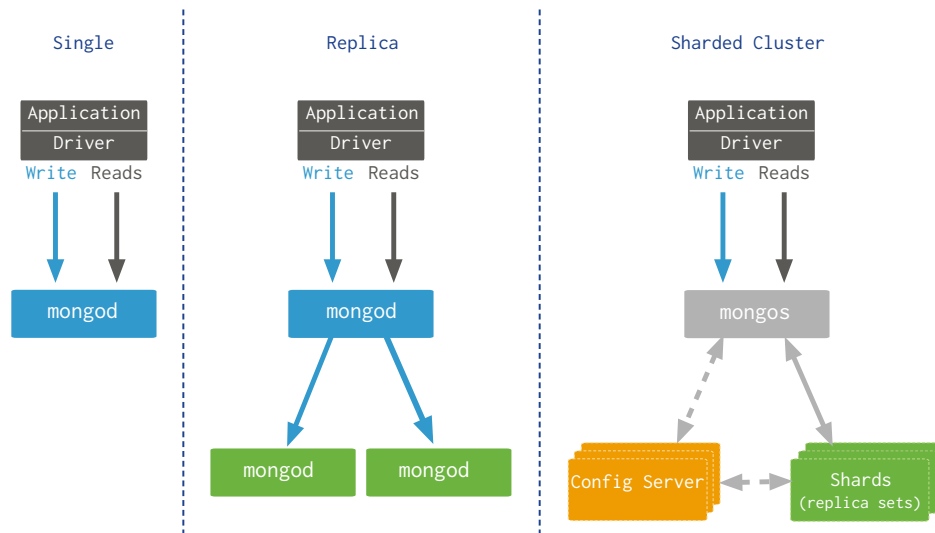 Single
Replica
Sharded Cluster
Application
Driver
Write Reads
mongod
Application
Driver
Write Reads
mongod
mongod
mongod
Application
Driver
Write Reads
mongos
Config Server
Shards
(replica sets)